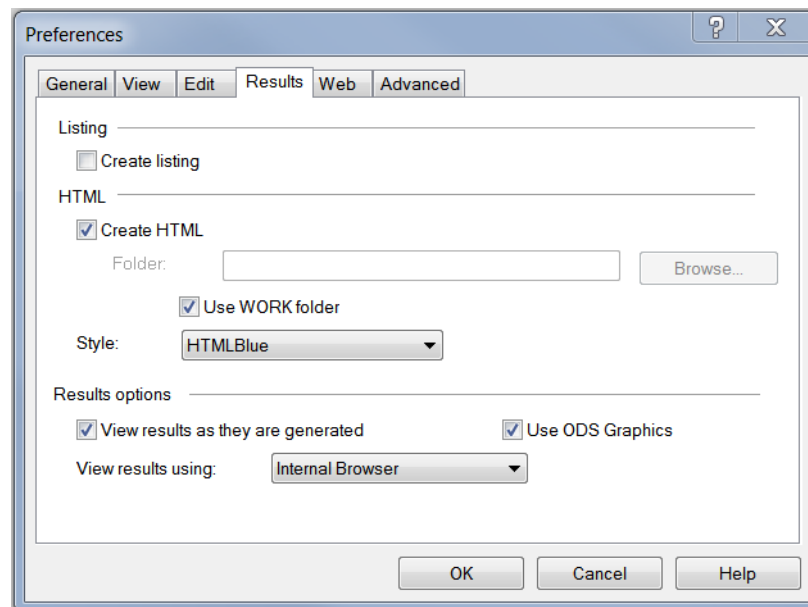 Preferences
General View Edit Results Web Advanced
Listing
Create listing
HTML
Create HTML
Folder:
Browse...
Use WORK folder
Style: HTMLBlue
Results options
View results as they are generated Use ODS Graphics
View results using: Internal Browser
OK Cancel Help